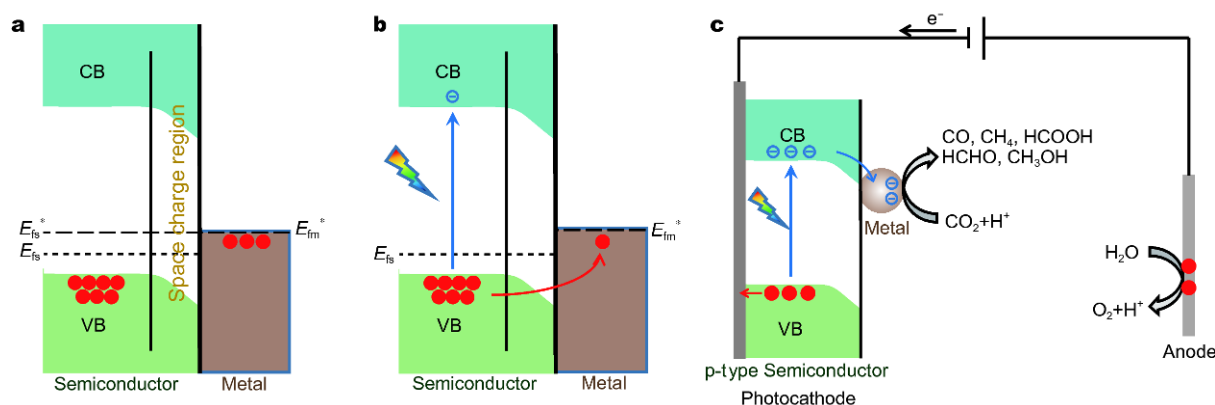 a
CB
Space charge region
E_fs*
E_fm*
E_fs
VB
Semiconductor
Metal
b
CB
⊖
E_fm*
E_fs
VB
Semiconductor
Metal
c
e⁻
CB
⊖ ⊖ ⊖
CO, CH₄, HCOOH
HCHO, CH₃OH
⊖
⊖
Metal
CO₂+H⁺
VB
H₂O
O₂+H⁺
Anode
p-type Semiconductor
Photocathode